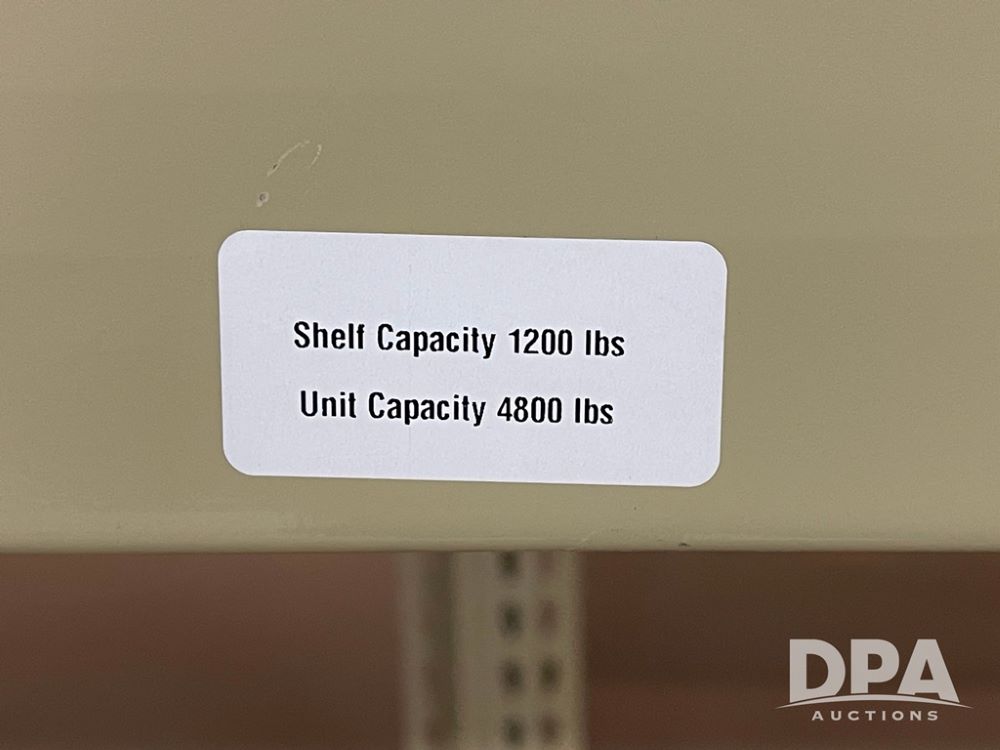 Shelf Capacity 1200 lbs
Unit Capacity 4800 lbs
DPA
AUCTIONS